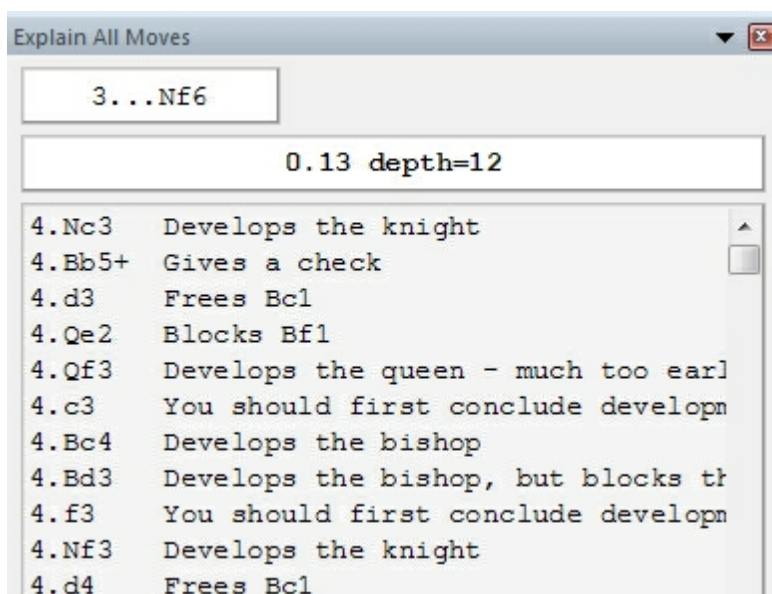 Explain All Moves
3...Nf6
0.13 depth=12
4.Nc3 Develops the knight
4.Bb5+ Gives a check
4.d3 Frees Bc1
4.Qe2 Blocks Bf1
4.Qf3 Develops the queen - much too earl
4.c3 You should first conclude developm
4.Bc4 Develops the bishop
4.Bd3 Develops the bishop, but blocks th
4.f3 You should first conclude developm
4.Nf3 Develops the knight
4.d4 Frees Bc1